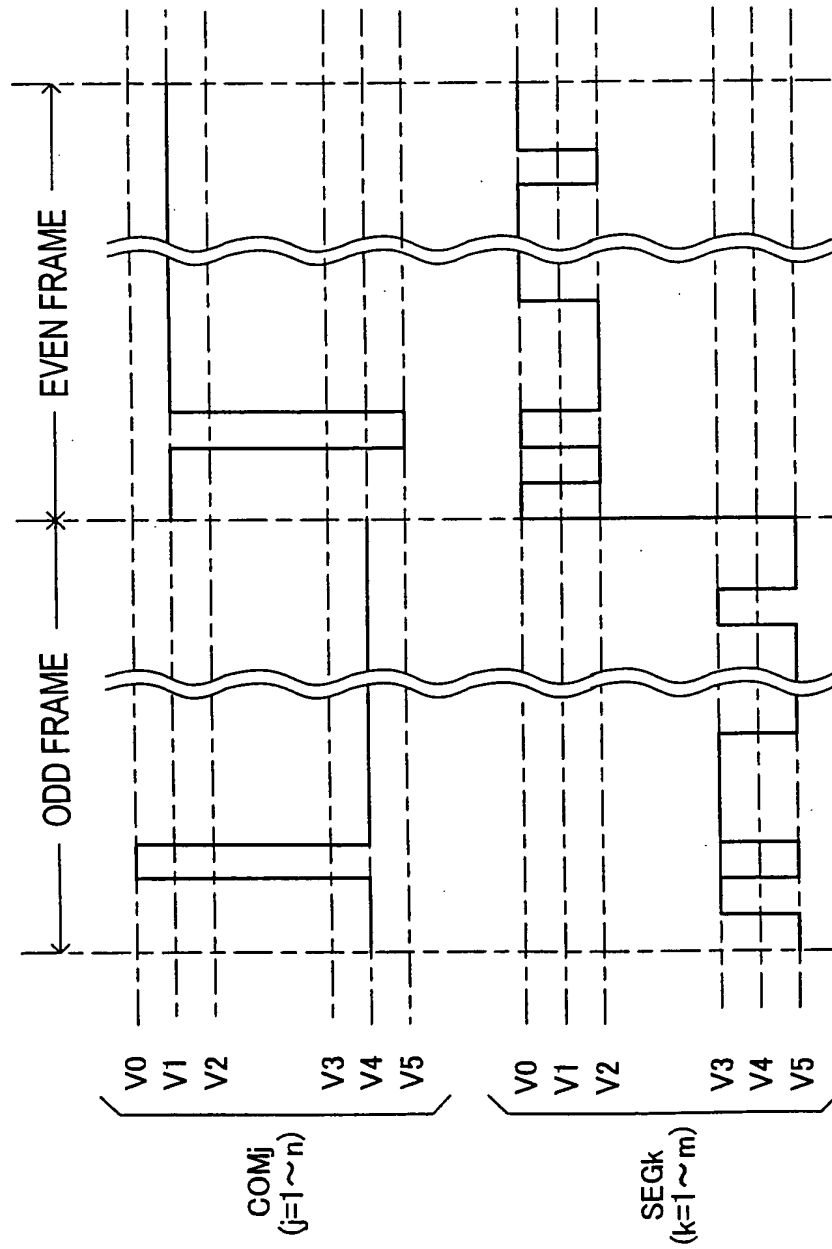 ODD FRAME
EVEN FRAME
COMj
(j=1~n)
V0
V1
V2
V3
V4
V5
SEGk
(k=1~m)
V0
V1
V2
V3
V4
V5